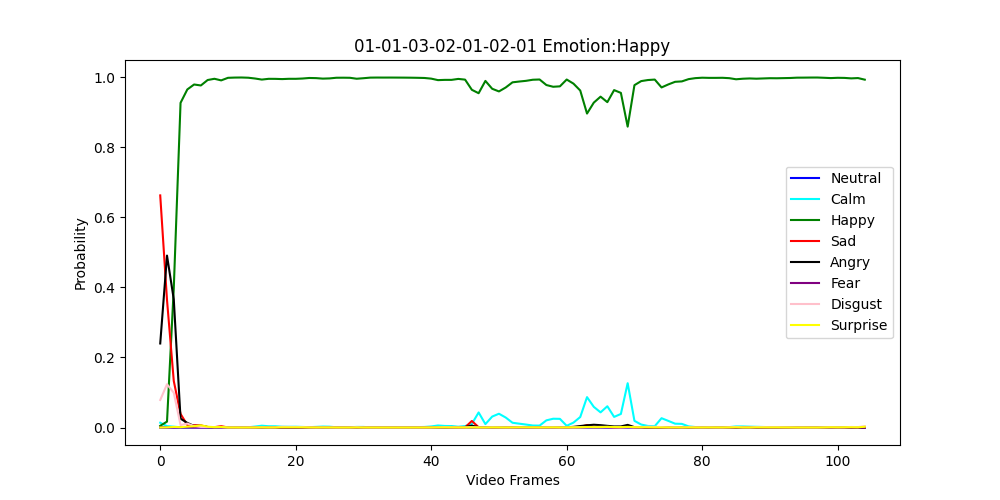 01-01-03-02-01-02-01 Emotion:Happy
Probability
1.0
0.8
0.6
0.4
0.2
0.0
Neutral
Calm
Happy
Sad
Angry
Fear
Disgust
Surprise
0 20 40 60 80 100
Video Frames